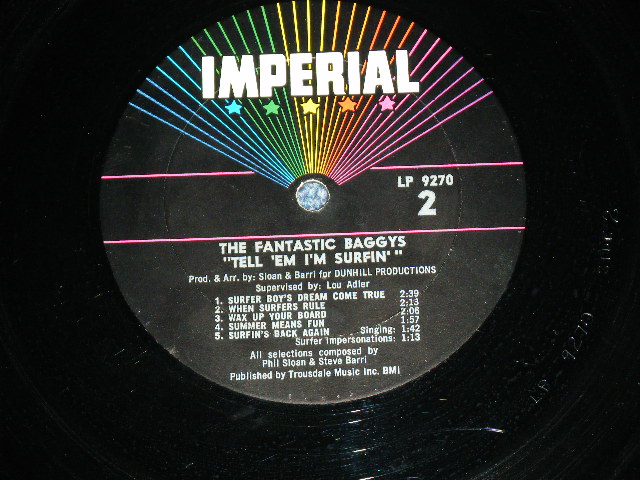 IMPERIAL
LP 9270
2
THE FANTASTIC BAGGYS
"TELL 'EM I'M SURFIN'"
Prod. & Arr. by: Sloan & Barri for DUNHILL PRODUCTIONS
Supervised by: Lou Adler
1. SURFER BOY'S DREAM COME TRUE 2:39
2. WHEN SURFERS RULE 2:13
3. WAX UP YOUR BOARD 2:06
4. SUMMER MEANS FUN 1:57
5. SURFIN'S BACK AGAIN Singing: 1:42
Surfer Impersonations: 1:13
All selections composed by
Phil Sloan & Steve Barri
Published by Trousdale Music Inc. BMI
LP - 9270